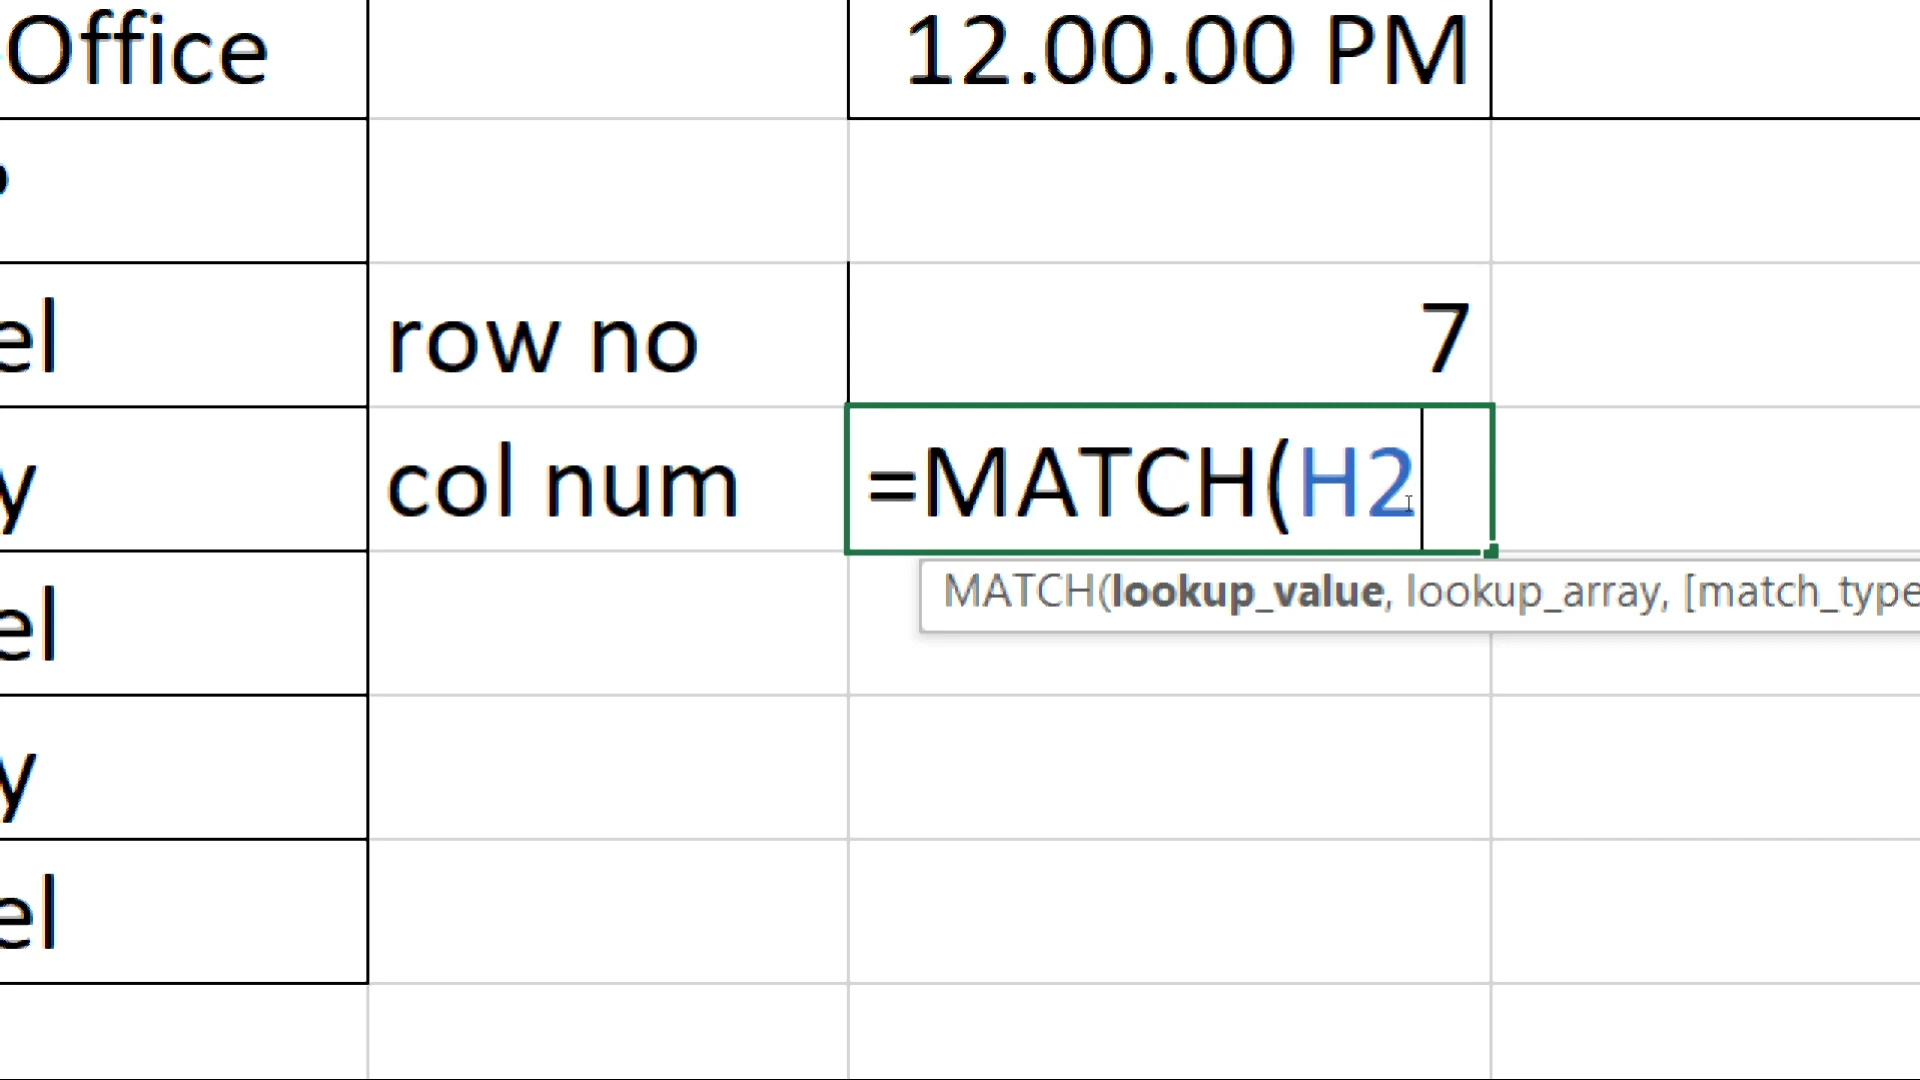 Office 12.00.00 PM
el row no 7
y col num =MATCH(H2
MATCH(lookup_value, lookup_array, [match_type
el
y
el